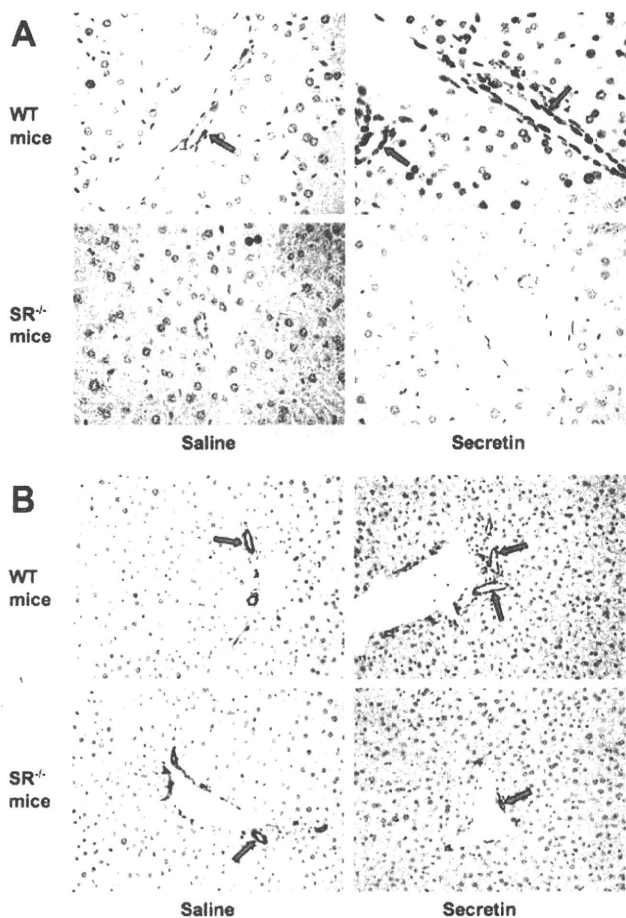 A
WT
mice
SR-/-
mice
Saline Secretin
B
WT
mice
SR-/-
mice
Saline Secretin